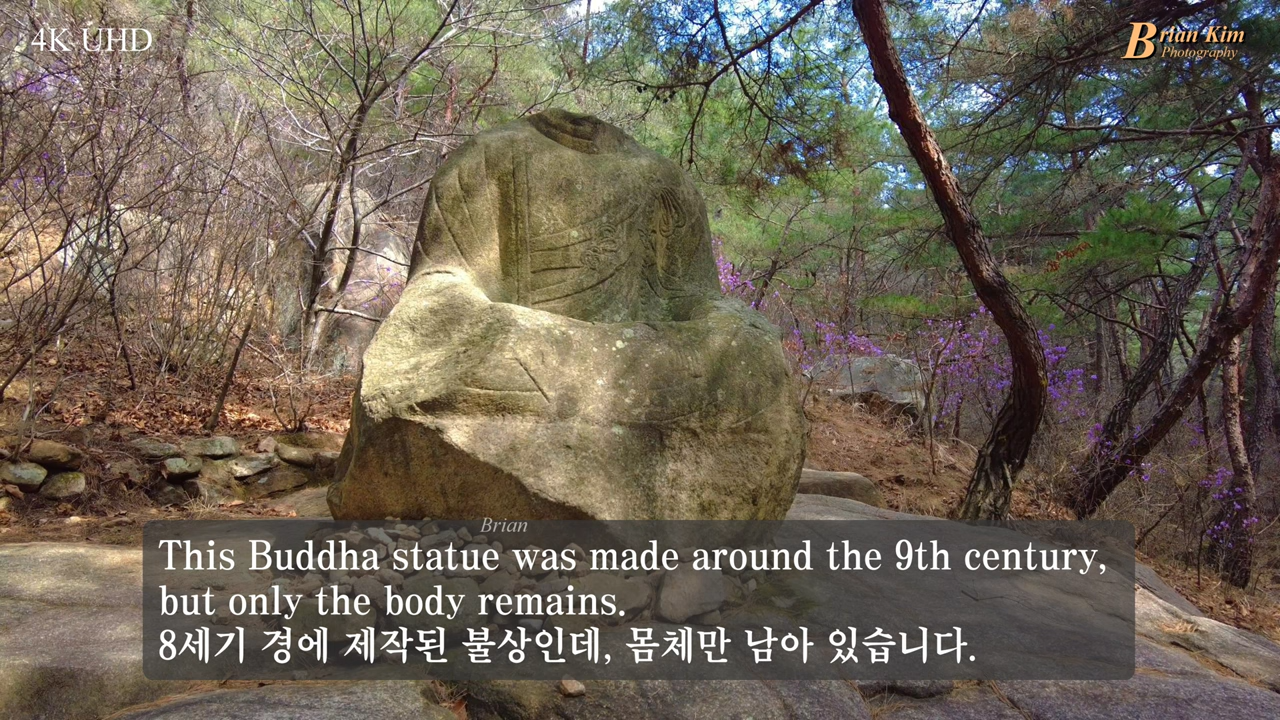 4K UHD
Brian Kim
Photography
Brian
This Buddha statue was made around the 9th century,
but only the body remains.
8세기 경에 제작된 불상인데, 몸체만 남아 있습니다.